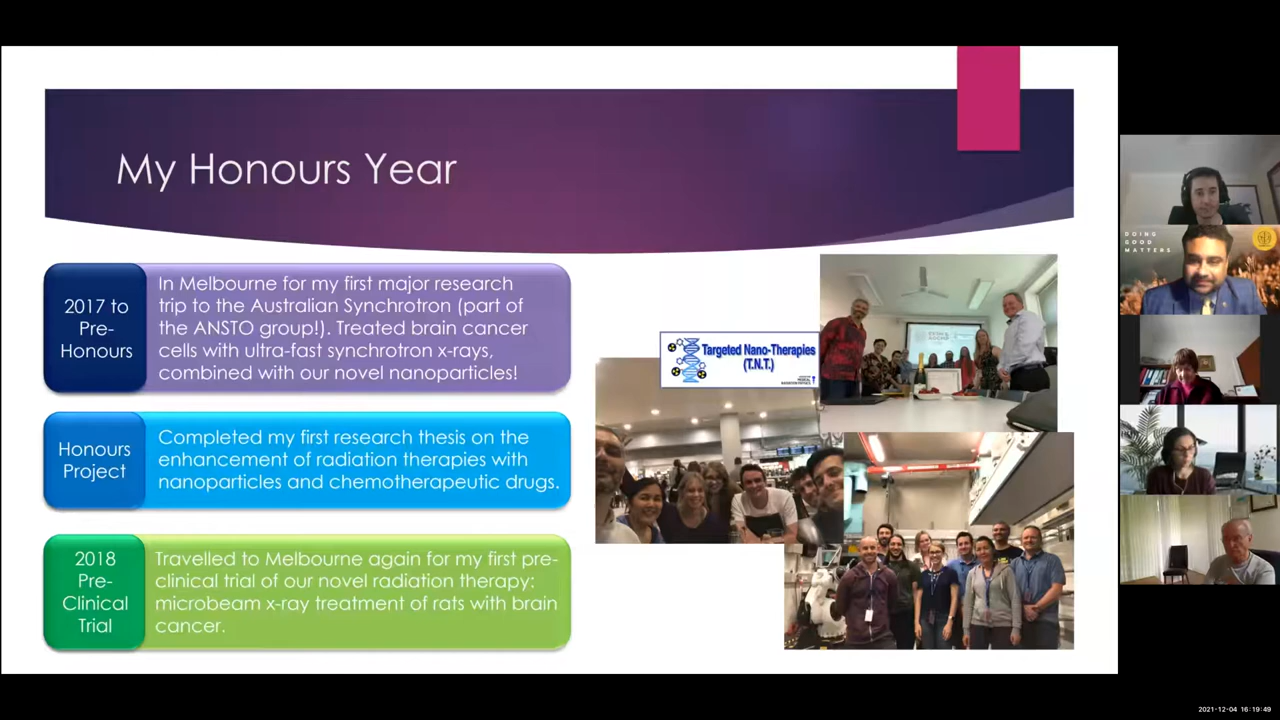 My Honours Year
2017 to
Pre-
Honours
In Melbourne for my first major research
trip to the Australian Synchrotron (part of
the ANSTO group!). Treated brain cancer
cells with ultra-fast synchrotron x-rays,
combined with our novel nanoparticles!
Honours
Project
Completed my first research thesis on the
enhancement of radiation therapies with
nanoparticles and chemotherapeutic drugs.
2018
Pre-
Clinical
Trial
Travelled to Melbourne again for my first pre-
clinical trial of our novel radiation therapy:
microbeam x-ray treatment of rats with brain
cancer.
Targeted Nano-Therapies
(T.N.T.)
MEDICAL
RADIATION PHYSICS
DOING
GOOD
MATTERS
2021-12-04 16:19:49